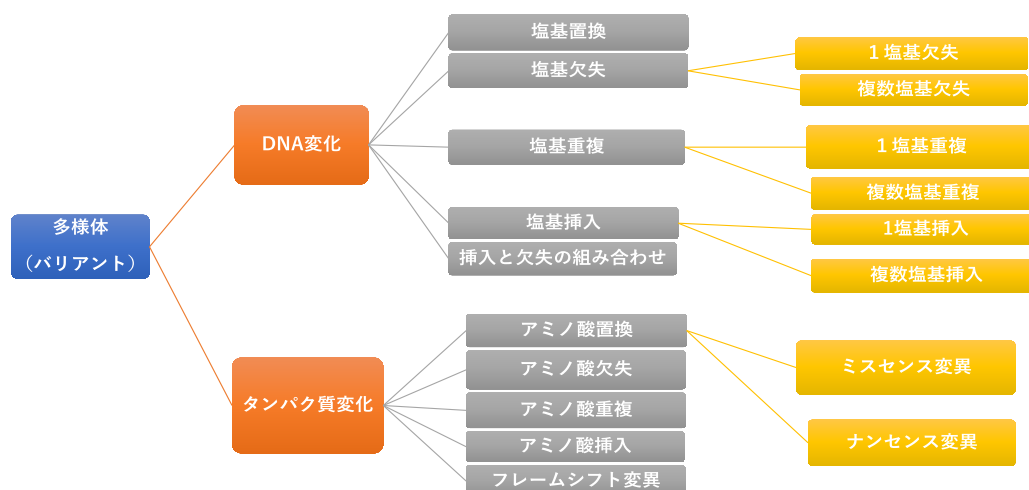 多様体
（バリアント）
DNA変化
塩基置換
塩基欠失
１塩基欠失
複数塩基欠失
塩基重複
１塩基重複
複数塩基重複
塩基挿入
1塩基挿入
複数塩基挿入
挿入と欠失の組み合わせ
タンパク質変化
アミノ酸置換
ミスセンス変異
ナンセンス変異
アミノ酸欠失
アミノ酸重複
アミノ酸挿入
フレームシフト変異